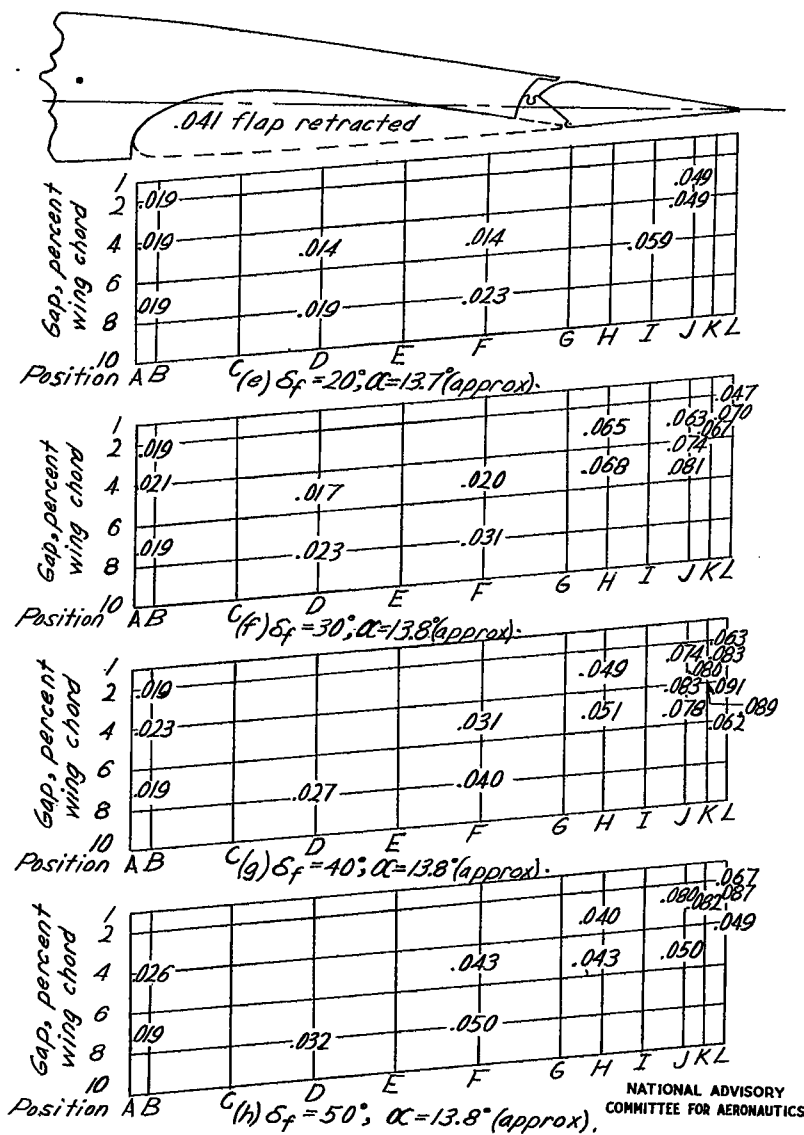 .041 flap retracted
Gap, percent wing chord
1
.049
2 .019 .049
4 .019 .014 .014 .059
6
8 .019 .019 .023
10
Position A B C D E F G H I J K L
(e) δf = 20°; α = 13.7° (approx).
Gap, percent wing chord
1 .047
.065 .063 .070
2 .019 .067
.074
4 .021 .017 .020 .068 .081
6
8 .019 .023 .031
10
Position A B C D E F G H I J K L
(f) δf = 30°; α = 13.8° (approx).
Gap, percent wing chord
1 .063
.049 .074 .083
.080
2 .019 .083 .091
.089
4 .023 .031 .051 .078 .062
6
8 .019 .027 .040
10
Position A B C D E F G H I J K L
(g) δf = 40°; α = 13.8° (approx).
Gap, percent wing chord
1 .067
.080 .082 .087
2 .040 .049
4 .026 .043 .043 .050
6
8 .019 .032 .050
10
Position A B C D E F G H I J K L
(h) δf = 50°, α = 13.8° (approx).
NATIONAL ADVISORY
COMMITTEE FOR AERONAUTICS